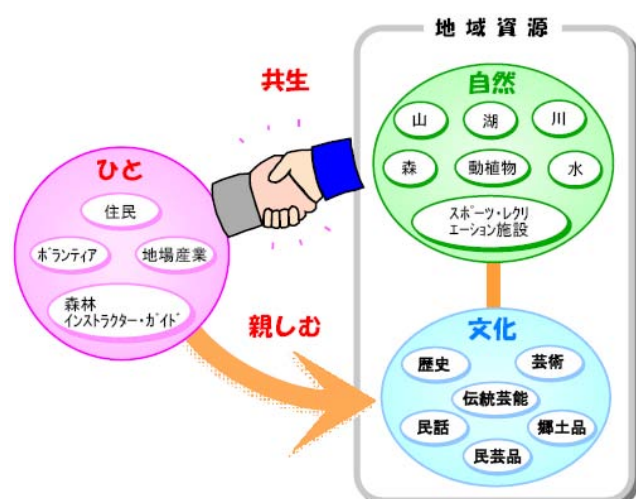 地域資源
共生
自然
山
湖
川
森
動植物
水
スポーツ・レクリ
エーション施設
ひと
住民
ボランティア
地場産業
森林
インストラクター・ガイド
親しむ
文化
歴史
芸術
伝統芸能
民話
郷土品
民芸品